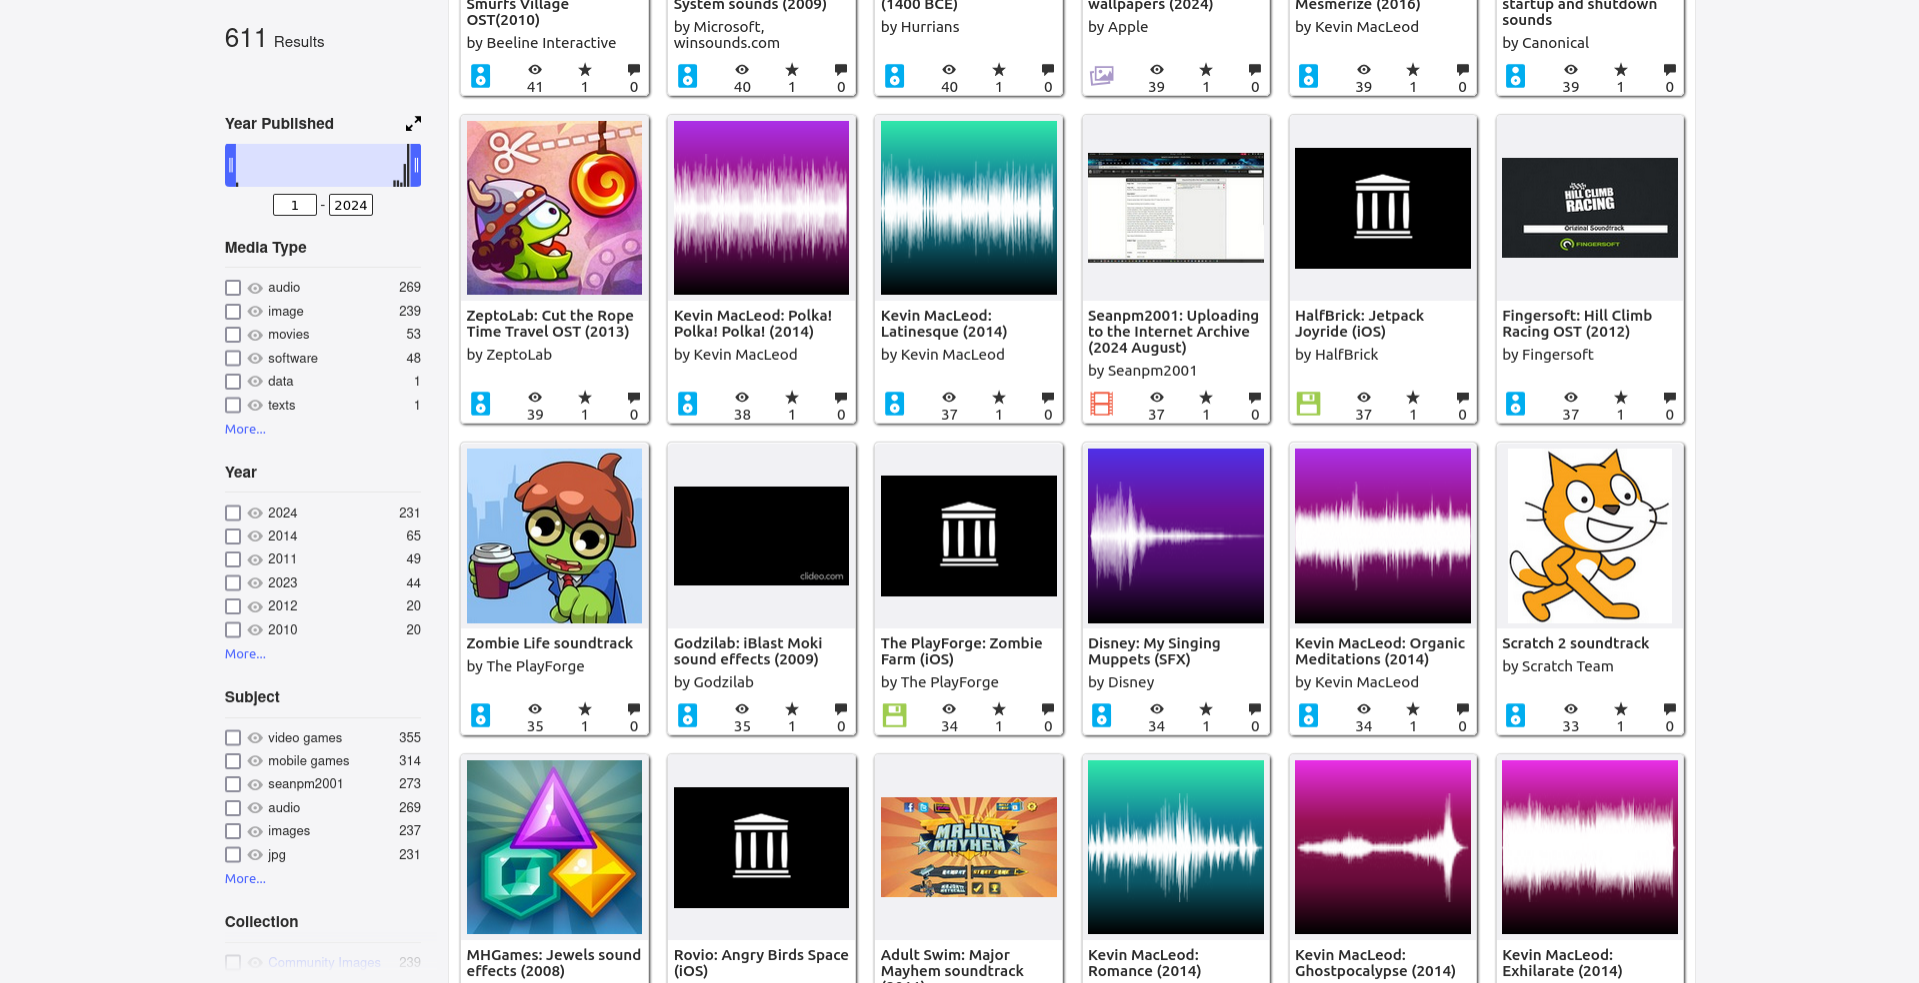 611 Results
Year Published
1 - 2024
Media Type
audio 269
image 239
movies 53
software 48
data 1
texts 1
More...
Year
2024 231
2014 65
2011 49
2023 44
2012 20
2010 20
More...
Subject
video games 355
mobile games 314
seanpm2001 273
audio 269
images 237
jpg 231
More...
Collection
Community Images 239
Smurfs Village
OST(2010)
by Beeline Interactive
41 1 0
System sounds (2009)
by Microsoft,
winsounds.com
40 1 0
(1400 BCE)
by Hurrians
40 1 0
wallpapers (2024)
by Apple
39 1 0
Mesmerize (2016)
by Kevin MacLeod
39 1 0
startup and shutdown
sounds
by Canonical
39 1 0
ZeptoLab: Cut the Rope
Time Travel OST (2013)
by ZeptoLab
39 1 0
Kevin MacLeod: Polka!
Polka! Polka! (2014)
by Kevin MacLeod
38 1 0
Kevin MacLeod:
Latinesque (2014)
by Kevin MacLeod
37 1 0
Seanpm2001: Uploading
to the Internet Archive
(2024 August)
by Seanpm2001
37 1 0
HalfBrick: Jetpack
Joyride (iOS)
by HalfBrick
37 1 0
HILL CLIMB
RACING
Original Soundtrack
FINGERSOFT
Fingersoft: Hill Climb
Racing OST (2012)
by Fingersoft
37 1 0
Zombie Life soundtrack
by The PlayForge
35 1 0
clideo.com
Godzilab: iBlast Moki
sound effects (2009)
by Godzilab
35 1 0
The PlayForge: Zombie
Farm (iOS)
by The PlayForge
34 1 0
Disney: My Singing
Muppets (SFX)
by Disney
34 1 0
Kevin MacLeod: Organic
Meditations (2014)
by Kevin MacLeod
34 1 0
Scratch 2 soundtrack
by Scratch Team
33 1 0
MHGames: Jewels sound
effects (2008)
Rovio: Angry Birds Space
(iOS)
MAJOR
MAYHEM
Adult Swim: Major
Mayhem soundtrack
Kevin MacLeod:
Romance (2014)
Kevin MacLeod:
Ghostpocalypse (2014)
Kevin MacLeod:
Exhilarate (2014)